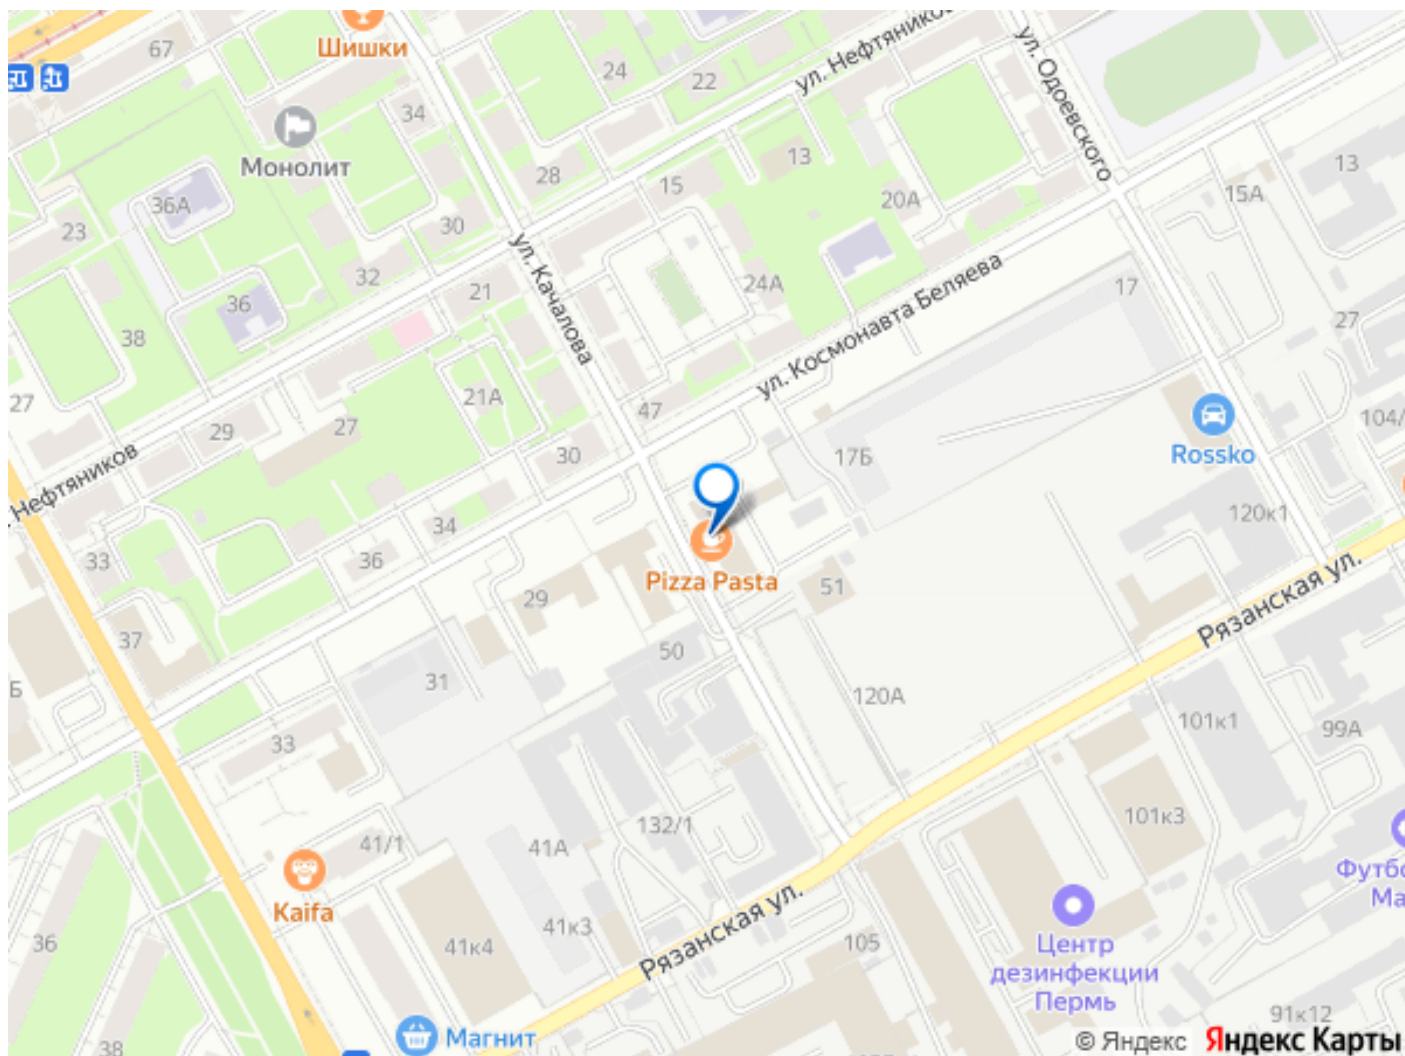 Шишки
67
24
22
ул. Нефтяников
ул. Одоевского
34
Монолит
28
13
15
13
15А
20А
36А
23
30
32
ул. Качалова
21
36
38
24А
ул. Космонавта Беляева
17
27
27
21А
47
29
27
104/
Rossko
Нефтяников
30
17Б
34
120к1
33
36
Pizza Pasta
51
29
Рязанская ул.
37
50
Б
31
120А
101к1
99А
33
132/1
101к3
41/1
41А
Футбо
Ма
Kaifa
41к3
Рязанская ул.
36
41к4
105
Центр
дезинфекции
Пермь
91к12
Магнит
38
© Яндекс Яндекс Карты